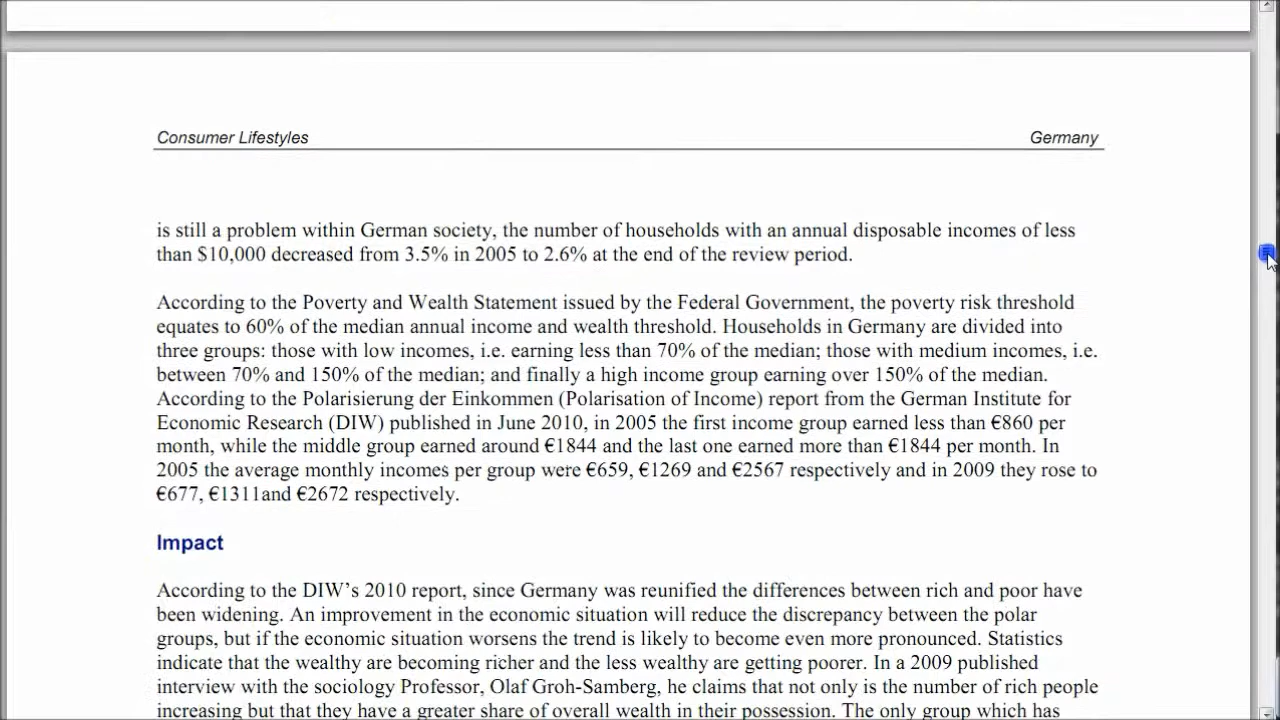 Consumer Lifestyles Germany
is still a problem within German society, the number of households with an annual disposable incomes of less
than $10,000 decreased from 3.5% in 2005 to 2.6% at the end of the review period.
According to the Poverty and Wealth Statement issued by the Federal Government, the poverty risk threshold
equates to 60% of the median annual income and wealth threshold. Households in Germany are divided into
three groups: those with low incomes, i.e. earning less than 70% of the median; those with medium incomes, i.e.
between 70% and 150% of the median; and finally a high income group earning over 150% of the median.
According to the Polarisierung der Einkommen (Polarisation of Income) report from the German Institute for
Economic Research (DIW) published in June 2010, in 2005 the first income group earned less than €860 per
month, while the middle group earned around €1844 and the last one earned more than €1844 per month. In
2005 the average monthly incomes per group were €659, €1269 and €2567 respectively and in 2009 they rose to
€677, €1311and €2672 respectively.
Impact
According to the DIW's 2010 report, since Germany was reunified the differences between rich and poor have
been widening. An improvement in the economic situation will reduce the discrepancy between the polar
groups, but if the economic situation worsens the trend is likely to become even more pronounced. Statistics
indicate that the wealthy are becoming richer and the less wealthy are getting poorer. In a 2009 published
interview with the sociology Professor, Olaf Groh-Samberg, he claims that not only is the number of rich people
increasing but that they have a greater share of overall wealth in their possession. The only group which has